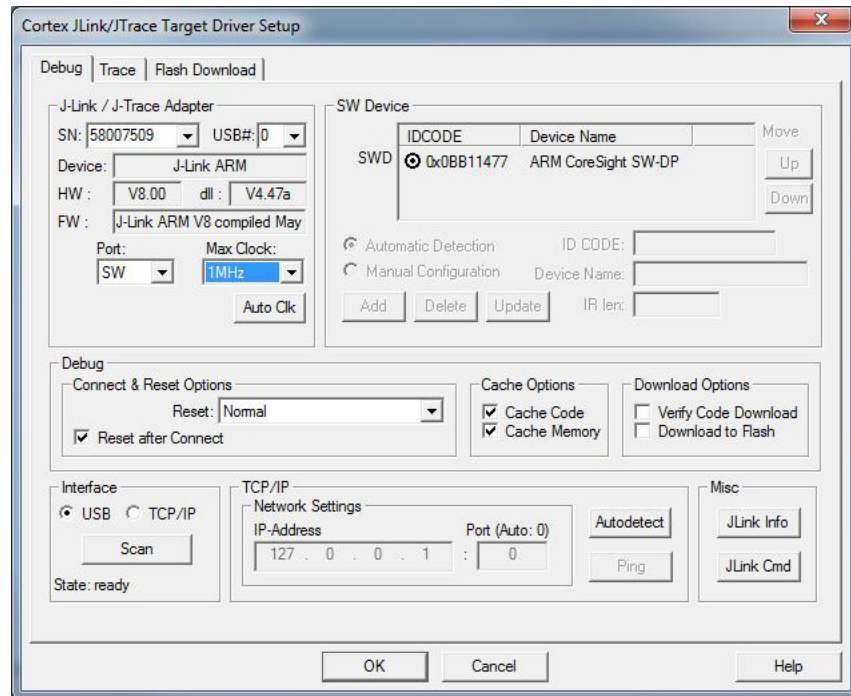 Cortex JLink/JTrace Target Driver Setup
Debug Trace Flash Download
J-Link / J-Trace Adapter
SN: 58007509 USB#: 0
Device: J-Link ARM
HW : V8.00 dll : V4.47a
FW : J-Link ARM V8 compiled May
Port: Max Clock:
SW 1MHz
Auto Clk
SW Device
IDCODE Device Name Move
SWD 0x0BB11477 ARM CoreSight SW-DP Up
Down
Automatic Detection ID CODE:
Manual Configuration Device Name:
Add Delete Update IR len:
Debug
Connect & Reset Options
Reset: Normal
Reset after Connect
Cache Options
Cache Code
Cache Memory
Download Options
Verify Code Download
Download to Flash
Interface
USB TCP/IP
Scan
State: ready
TCP/IP
Network Settings
IP-Address Port (Auto: 0)
127 . 0 . 0 . 1 : 0
Autodetect
Ping
Misc
JLink Info
JLink Cmd
OK Cancel Help